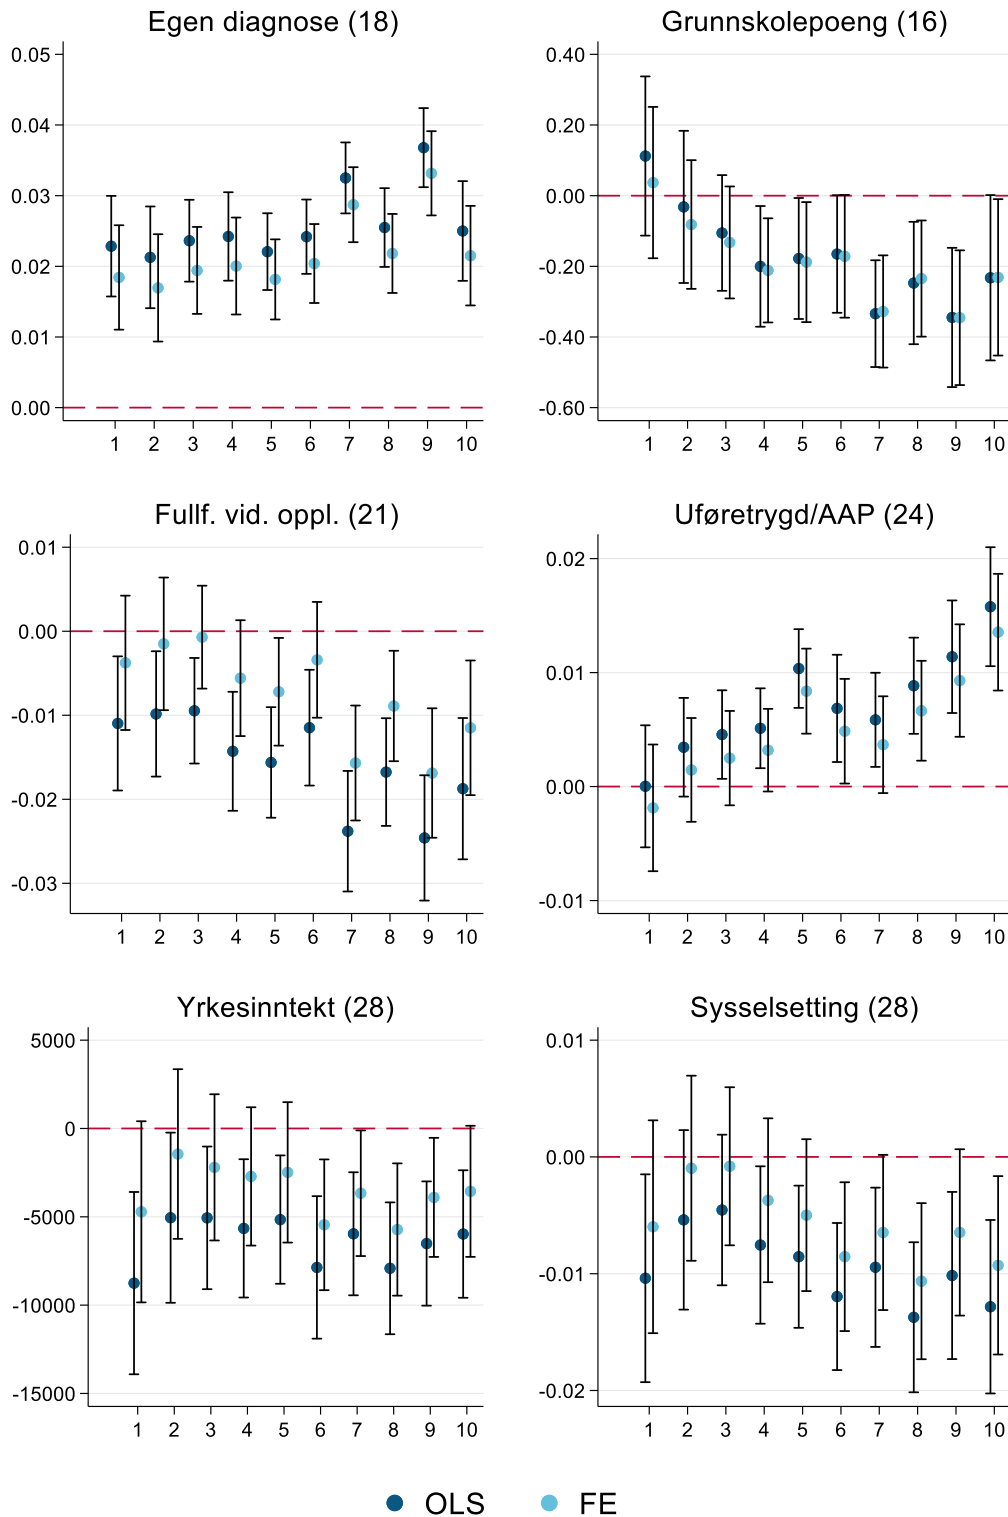 Egen diagnose (18)
0.05
0.04
0.03
0.02
0.01
0.00
1 2 3 4 5 6 7 8 9 10
Grunnskolepoeng (16)
0.40
0.20
0.00
-0.20
-0.40
-0.60
1 2 3 4 5 6 7 8 9 10
Fullf. vid. oppl. (21)
0.01
0.00
-0.01
-0.02
-0.03
1 2 3 4 5 6 7 8 9 10
Uføretrygd/AAP (24)
0.02
0.01
0.00
-0.01
1 2 3 4 5 6 7 8 9 10
Yrkesinntekt (28)
5000
0
-5000
-10000
-15000
1 2 3 4 5 6 7 8 9 10
Sysselsetting (28)
0.01
0.00
-0.01
-0.02
1 2 3 4 5 6 7 8 9 10
OLS FE